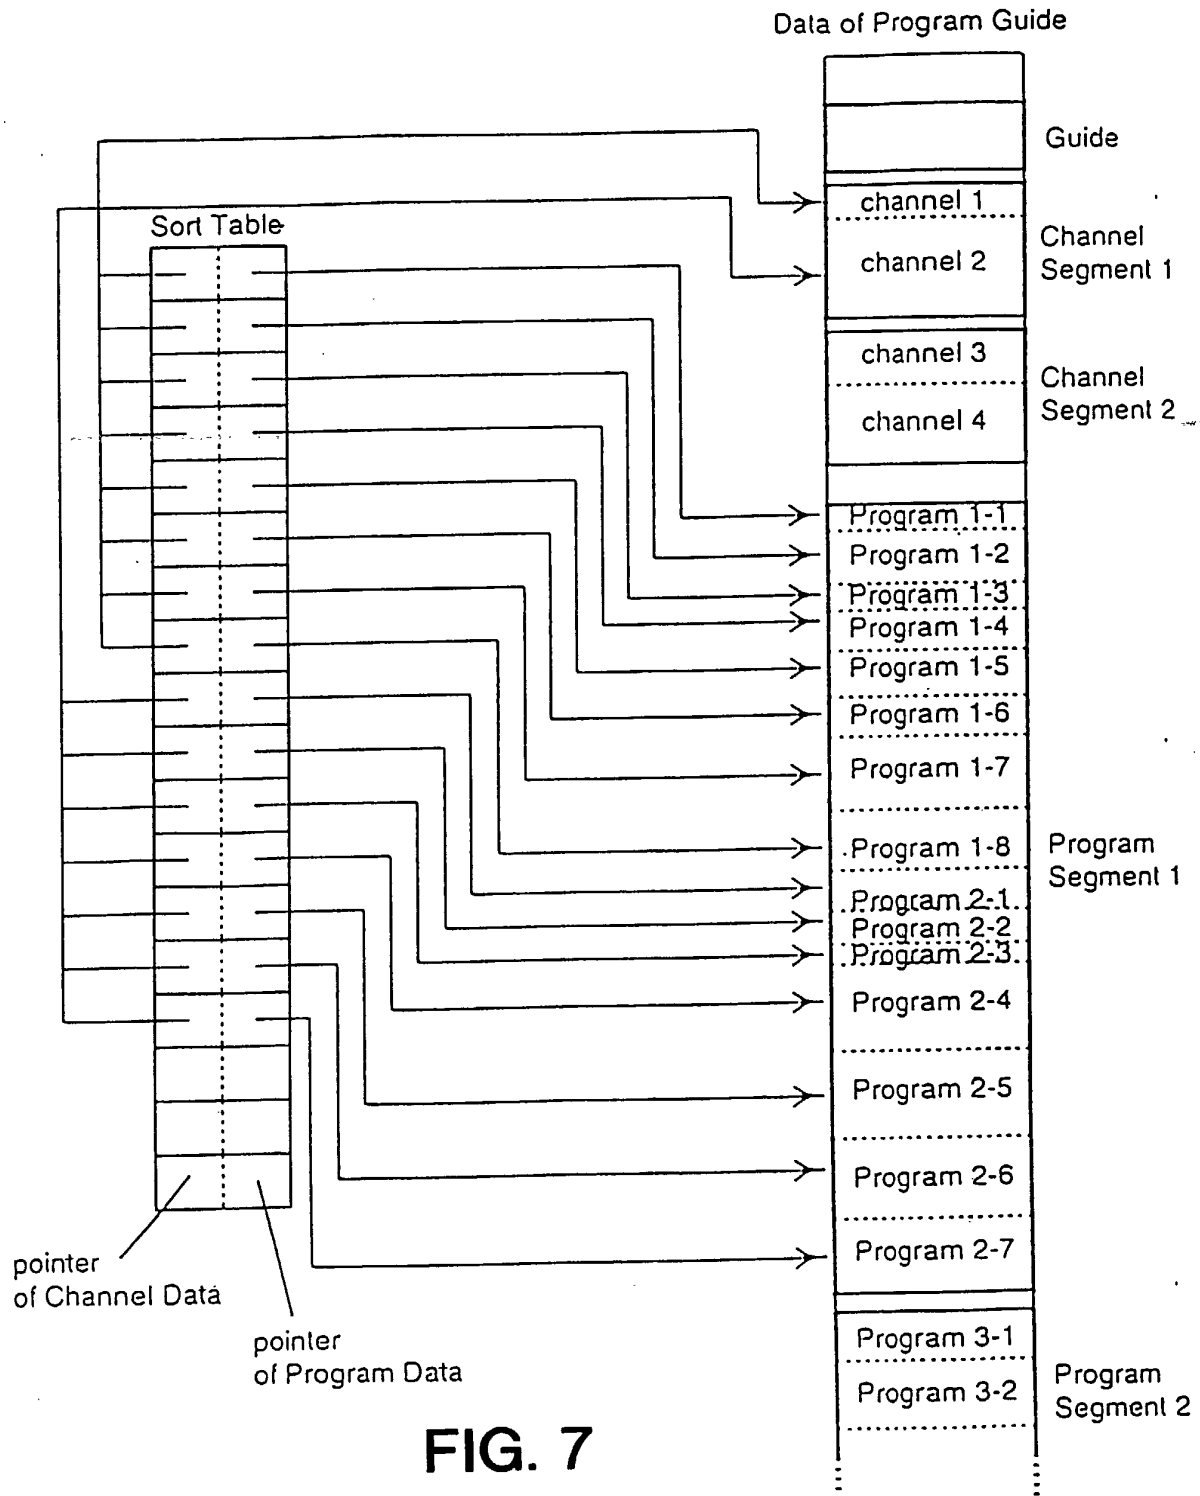 Data of Program Guide
Guide
channel 1
channel 2
Channel
Segment 1
channel 3
channel 4
Channel
Segment 2
Sort Table
Program 1-1
Program 1-2
Program 1-3
Program 1-4
Program 1-5
Program 1-6
Program 1-7
Program 1-8
Program 2-1
Program 2-2
Program 2-3
Program 2-4
Program 2-5
Program 2-6
Program 2-7
Program
Segment 1
Program 3-1
Program 3-2
Program
Segment 2
pointer
of Channel Data
pointer
of Program Data
FIG. 7